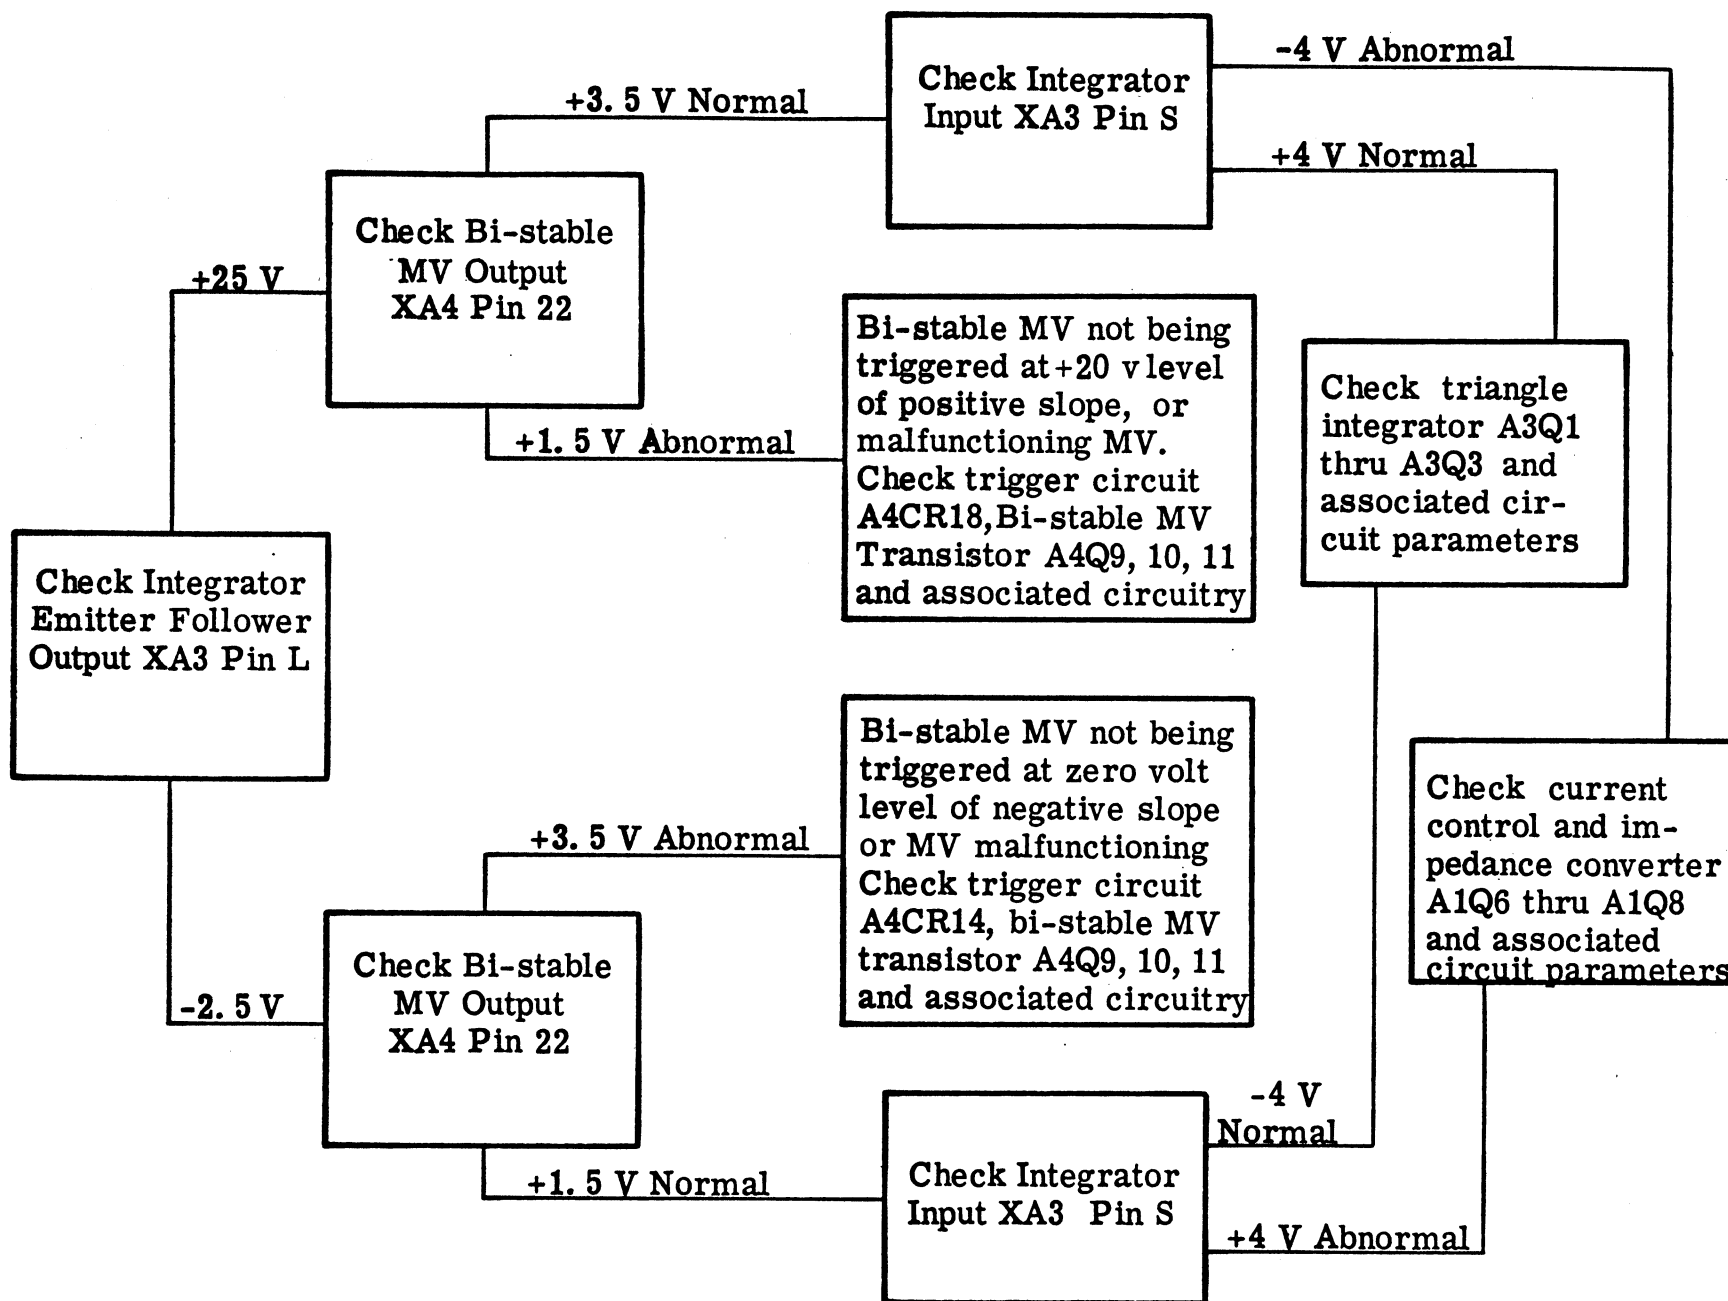 -4 V Abnormal
+3. 5 V Normal
Check Integrator
Input XA3 Pin S
+4 V Normal
Check Bi-stable
MV Output
XA4 Pin 22
+25 V
Bi-stable MV not being
triggered at +20 v level
of positive slope, or
malfunctioning MV.
Check trigger circuit
A4CR18, Bi-stable MV
Transistor A4Q9, 10, 11
and associated circuitry
+1. 5 V Abnormal
Check triangle
integrator A3Q1
thru A3Q3 and
associated cir-
cuit parameters
Check Integrator
Emitter Follower
Output XA3 Pin L
Bi-stable MV not being
triggered at zero volt
level of negative slope
or MV malfunctioning
Check trigger circuit
A4CR14, bi-stable MV
transistor A4Q9, 10, 11
and associated circuitry
+3. 5 V Abnormal
Check current
control and im-
pedance converter
A1Q6 thru A1Q8
and associated
circuit parameters
-2. 5 V
Check Bi-stable
MV Output
XA4 Pin 22
-4 V
Normal
+1. 5 V Normal
Check Integrator
Input XA3 Pin S
+4 V Abnormal